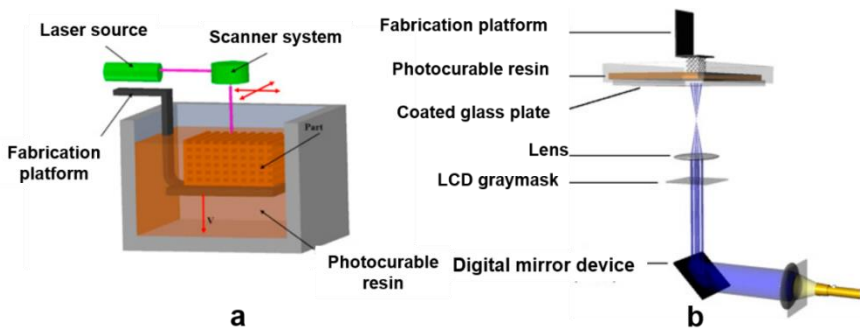 Laser source
Scanner system
Part
Fabrication
platform
V
Photocurable
resin
a
Fabrication platform
Photocurable resin
Coated glass plate
Lens
LCD graymask
Digital mirror device
b